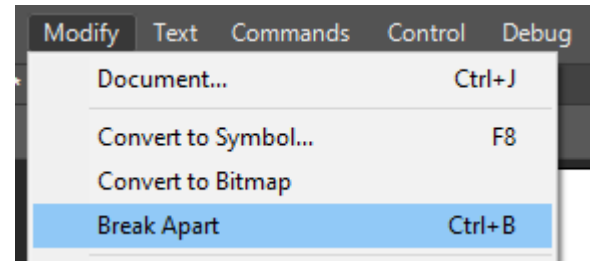 Modify Text Commands Control Debug
Document... Ctrl+J
Convert to Symbol... F8
Convert to Bitmap
Break Apart Ctrl+B